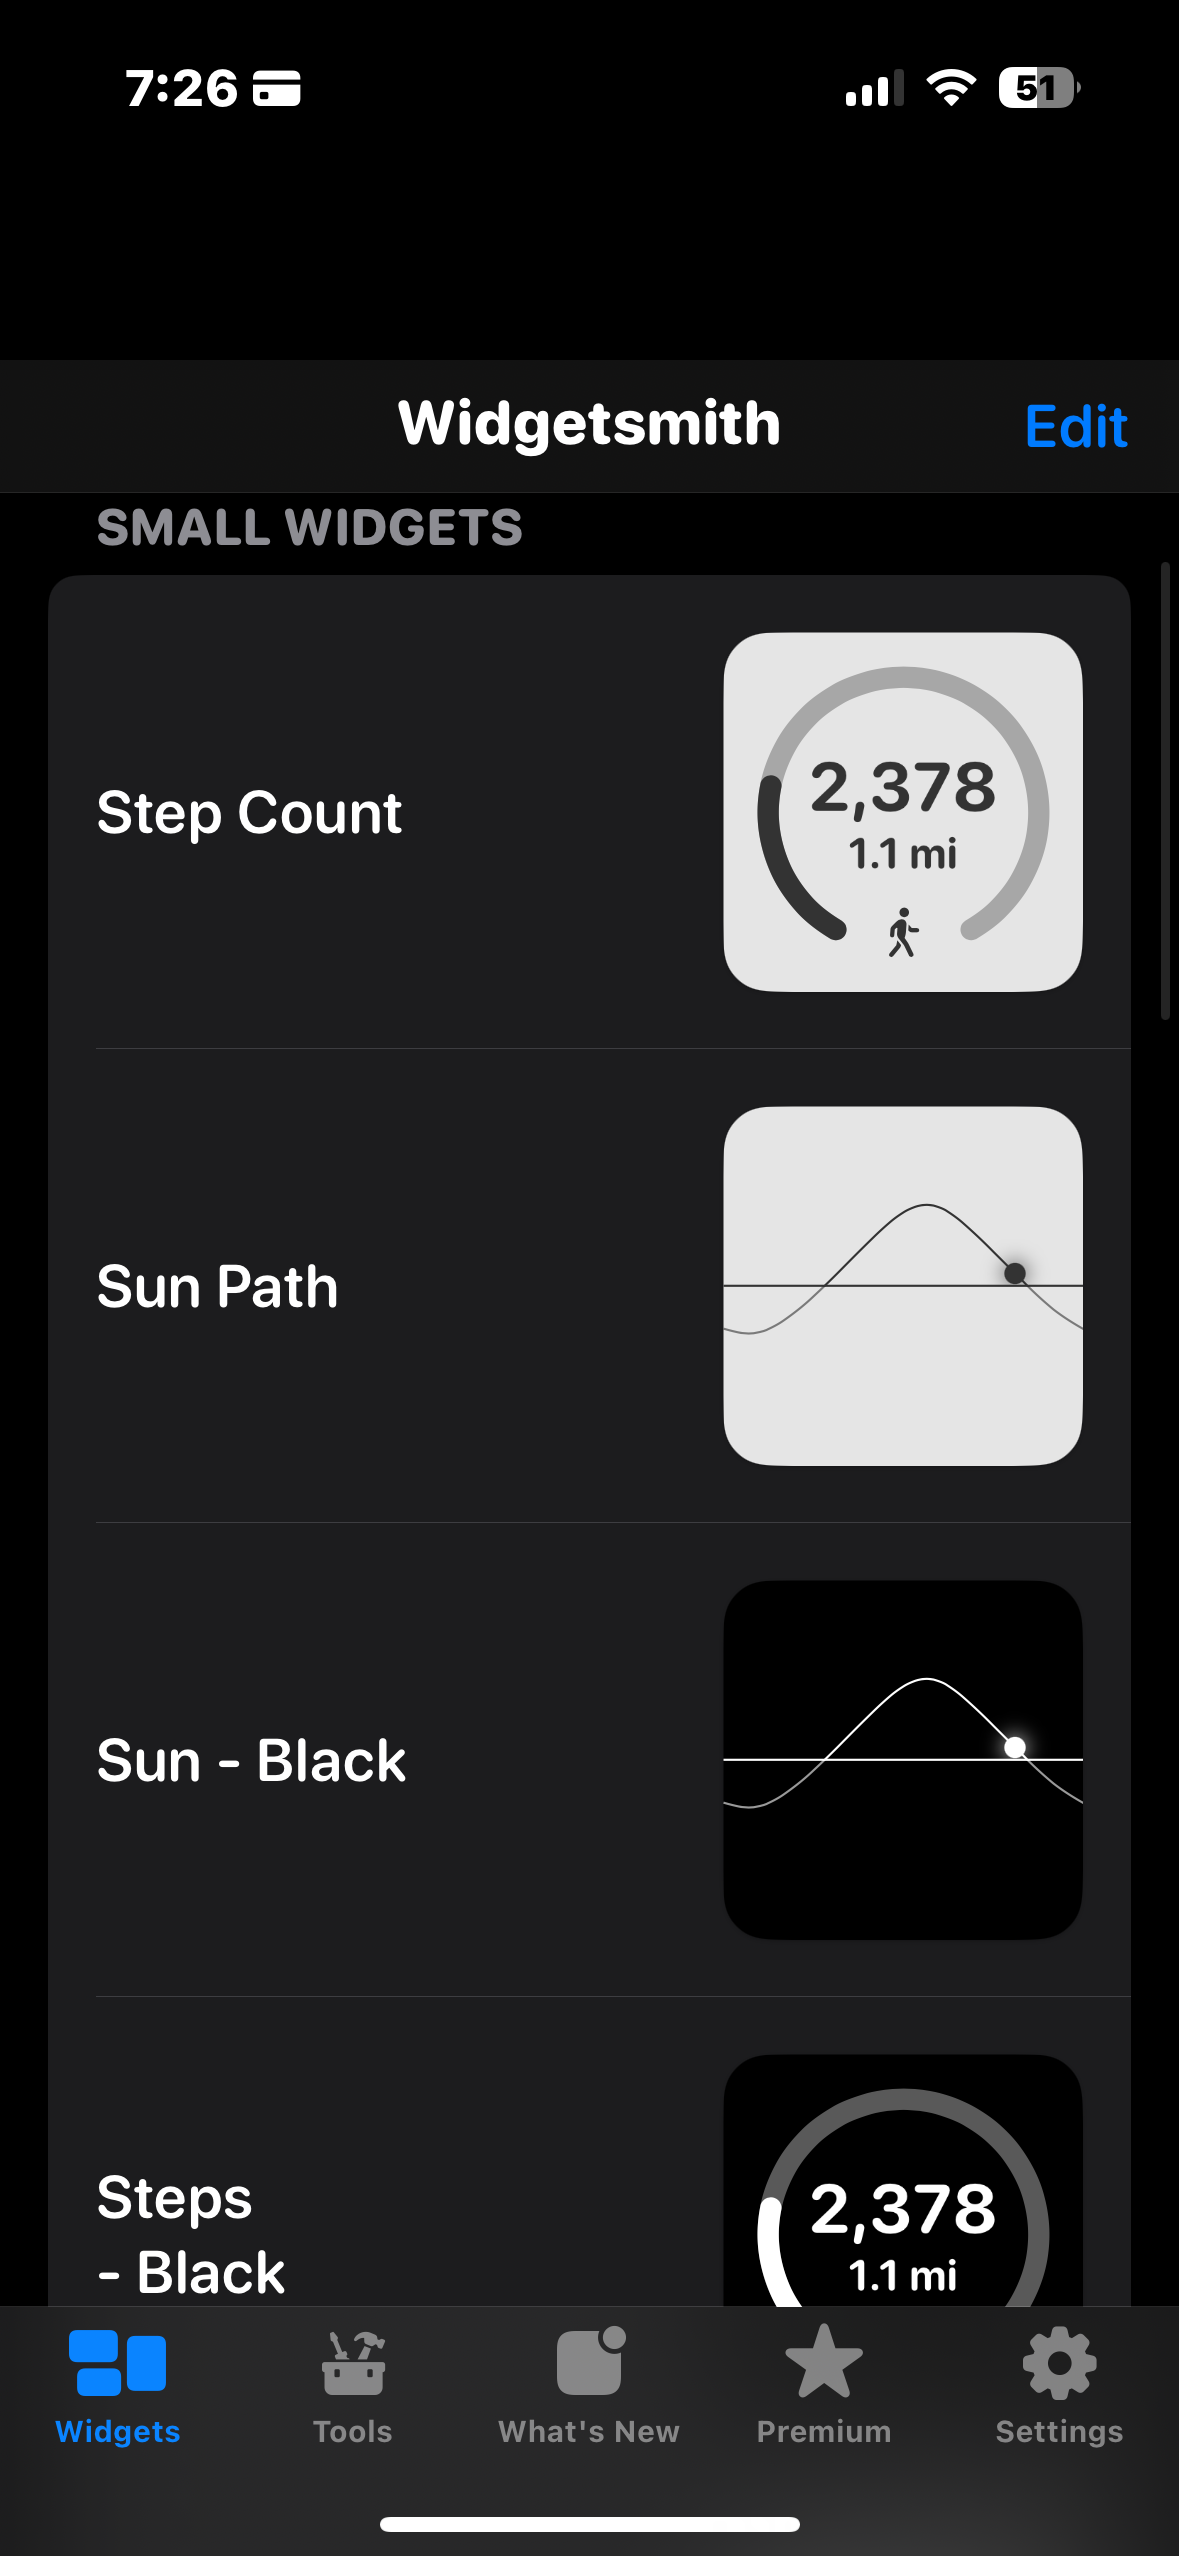 7:26
51
Widgetsmith
Edit
SMALL WIDGETS
Step Count
2,378
1.1 mi
Sun Path
Sun - Black
Steps
- Black
2,378
1.1 mi
Widgets
Tools
What's New
Premium
Settings